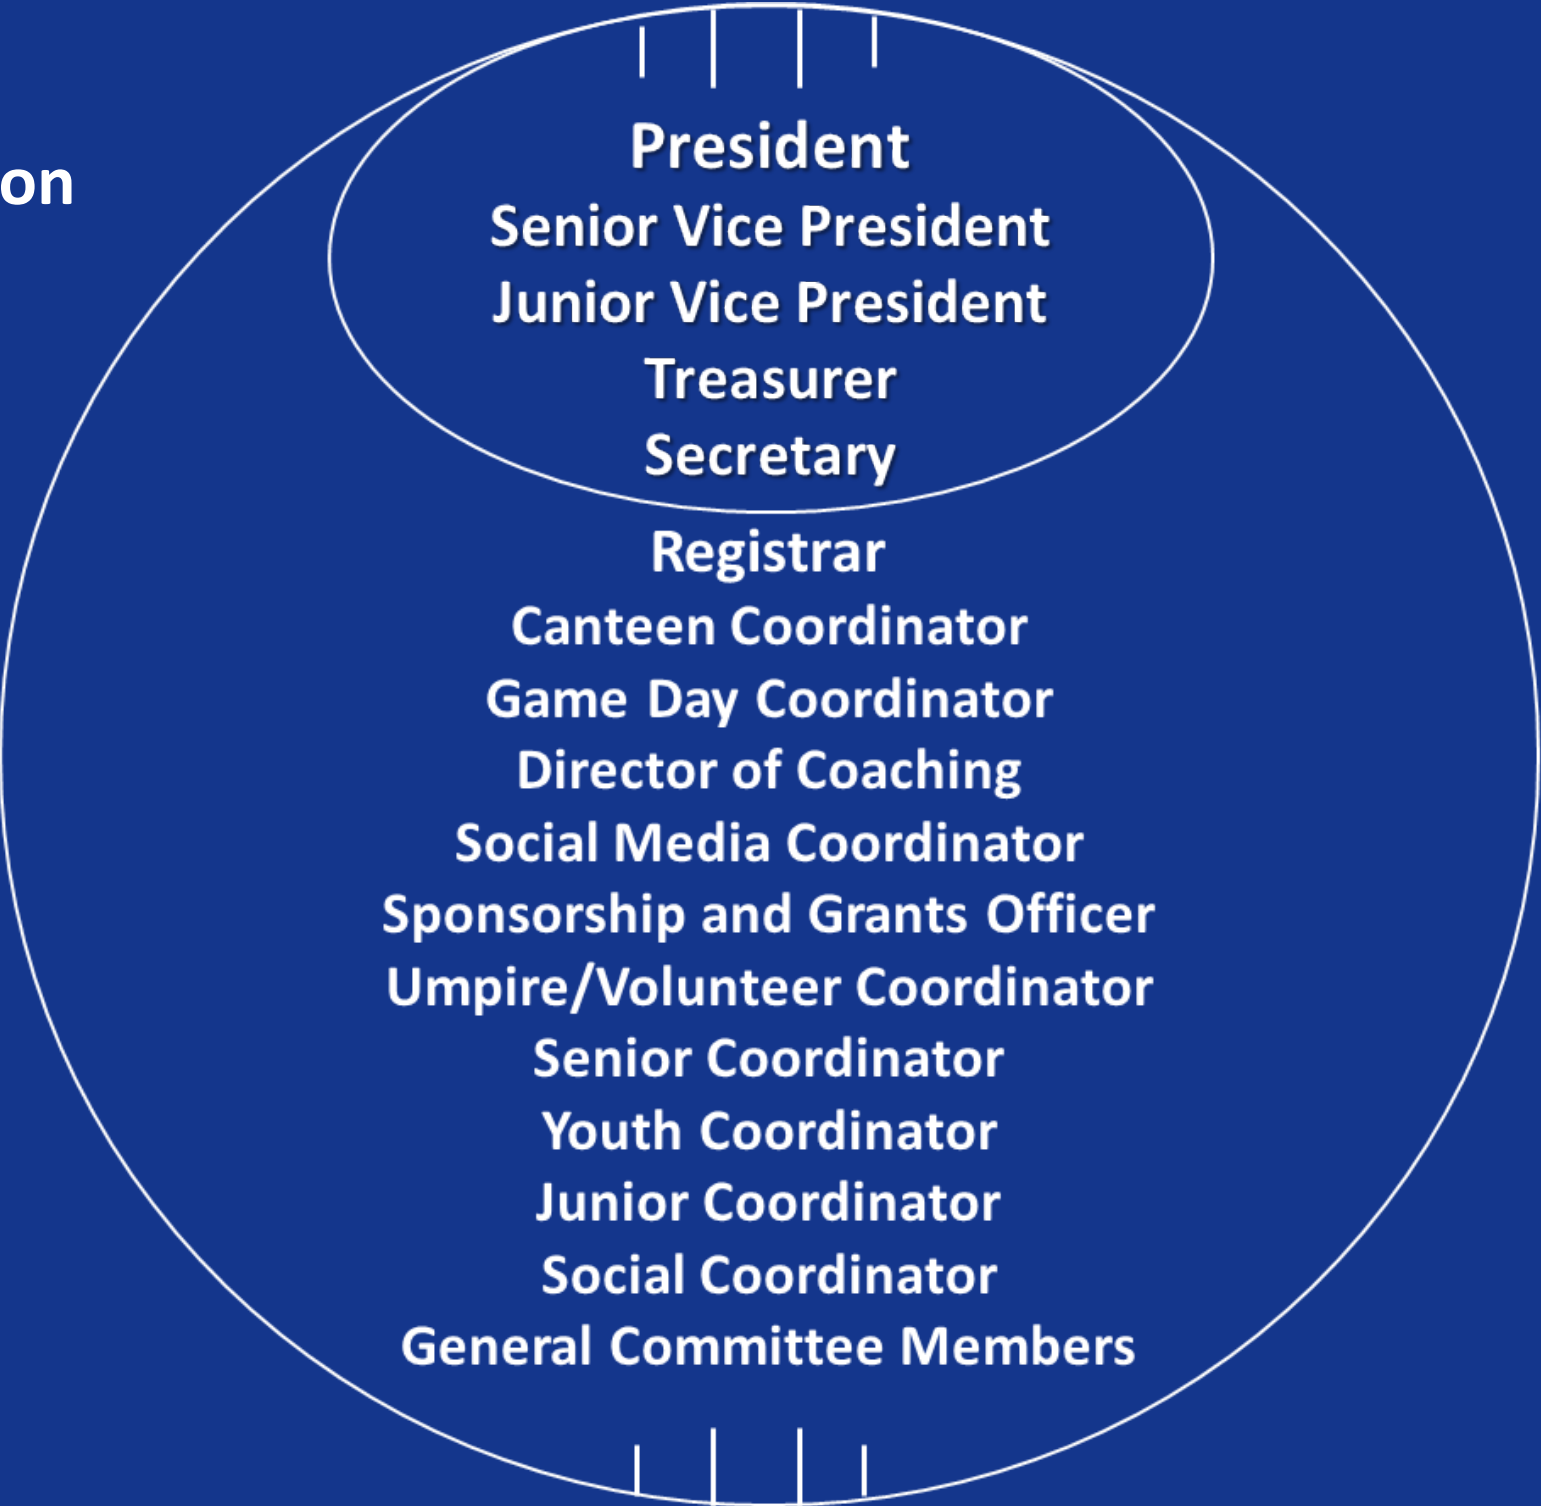 President
on
Senior Vice President
Junior Vice President
Treasurer
Secretary
Registrar
Canteen Coordinator
Game Day Coordinator
Director of Coaching
Social Media Coordinator
Sponsorship and Grants Officer
Umpire/Volunteer Coordinator
Senior Coordinator
Youth Coordinator
Junior Coordinator
Social Coordinator
General Committee Members